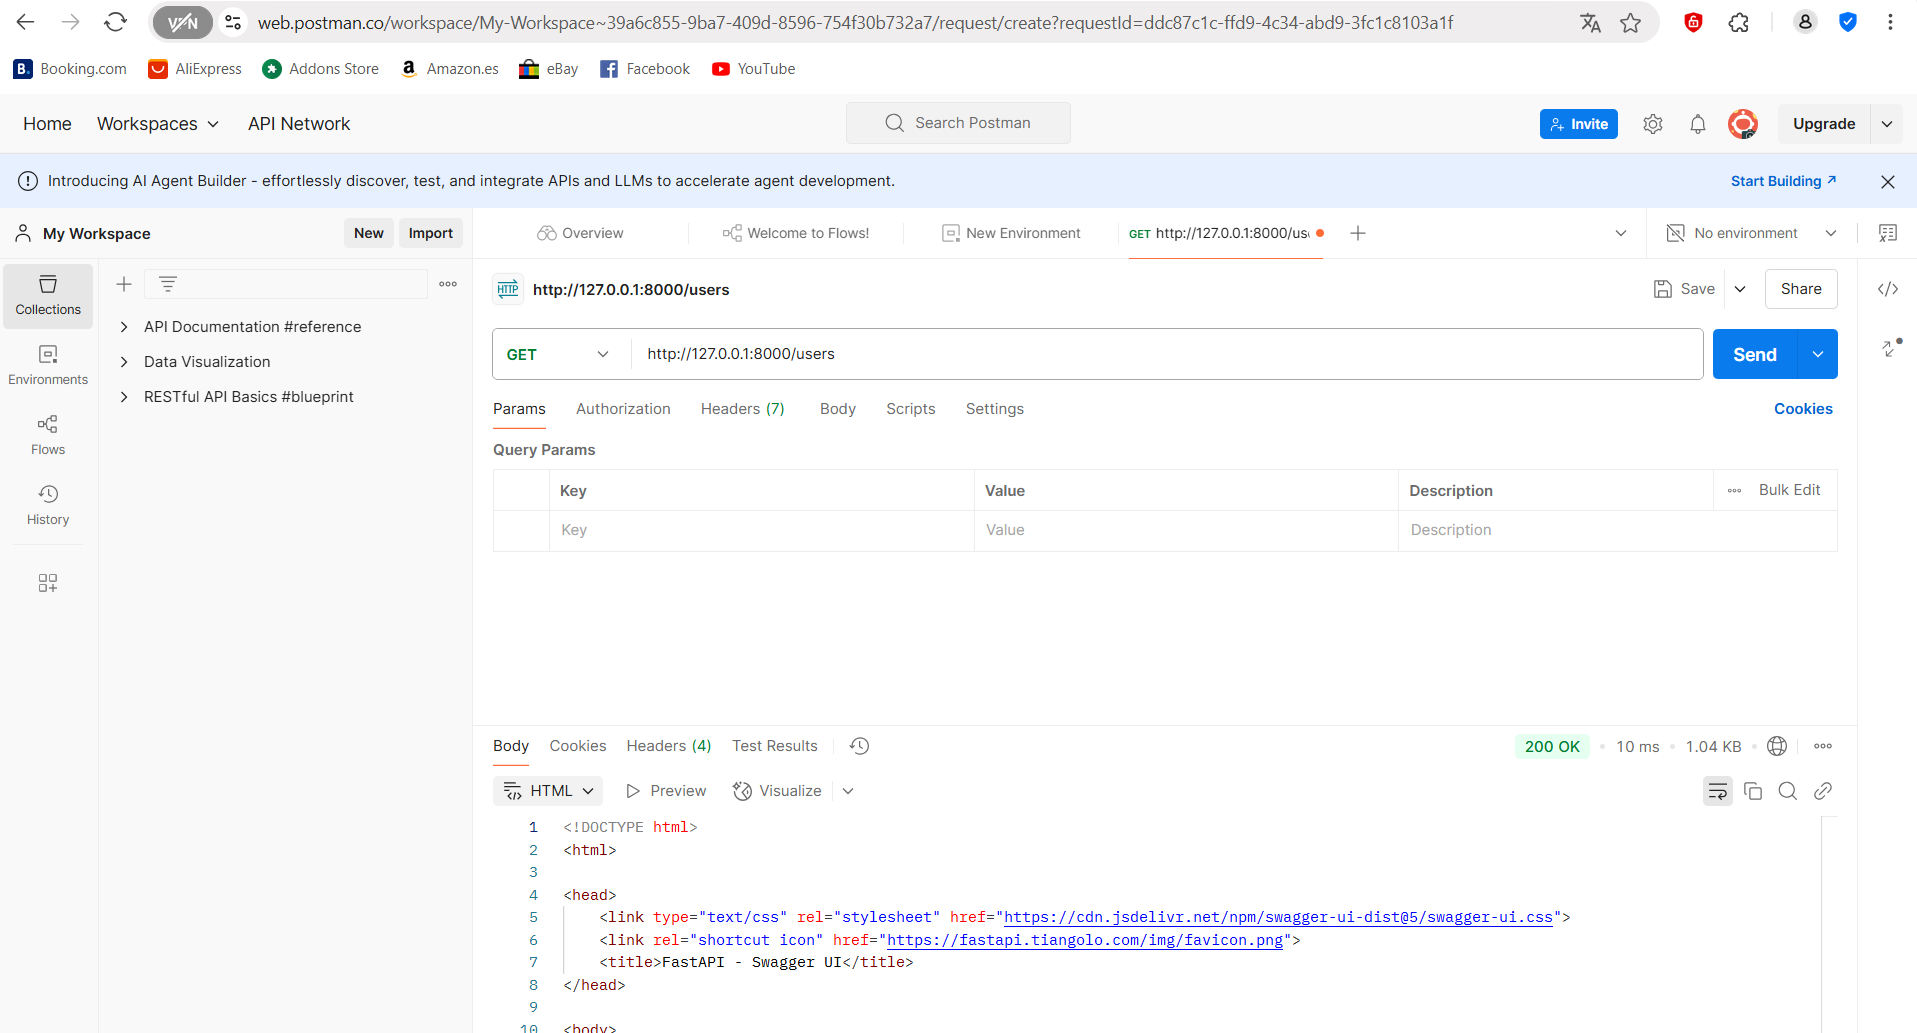 VPN web.postman.co/workspace/My-Workspace~39a6c855-9ba7-409d-8596-754f30b732a7/request/create?requestId=ddc87c1c-ffd9-4c34-abd9-3fc1c8103a1f
B. Booking.com AliExpress Addons Store Amazon.es eBay Facebook YouTube
Home Workspaces API Network Search Postman Invite Upgrade
Introducing AI Agent Builder - effortlessly discover, test, and integrate APIs and LLMs to accelerate agent development. Start Building
My Workspace New Import Overview Welcome to Flows! New Environment GET http://127.0.0.1:8000/use No environment
Collections
Environments
Flows
History
API Documentation #reference
Data Visualization
RESTful API Basics #blueprint
HTTP http://127.0.0.1:8000/users Save Share
GET http://127.0.0.1:8000/users Send
Params Authorization Headers (7) Body Scripts Settings Cookies
Query Params
Key Value Description Bulk Edit
Key Value Description
Body Cookies Headers (4) Test Results 200 OK 10 ms 1.04 KB
HTML Preview Visualize
1 <!DOCTYPE html>
2 <html>
3
4 <head>
5 <link type="text/css" rel="stylesheet" href="https://cdn.jsdelivr.net/npm/swagger-ui-dist@5/swagger-ui.css">
6 <link rel="shortcut icon" href="https://fastapi.tiangolo.com/img/favicon.png">
7 <title>FastAPI - Swagger UI</title>
8 </head>
9
10 <body>